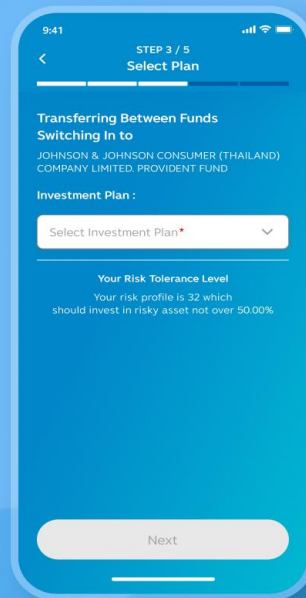 9:41
STEP 3 / 5
Select Plan
Transferring Between Funds
Switching In to
JOHNSON & JOHNSON CONSUMER (THAILAND)
COMPANY LIMITED. PROVIDENT FUND
Investment Plan :
Select Investment Plan*
Your Risk Tolerance Level
Your risk profile is 32 which
should invest in risky asset not over 50.00%
Next